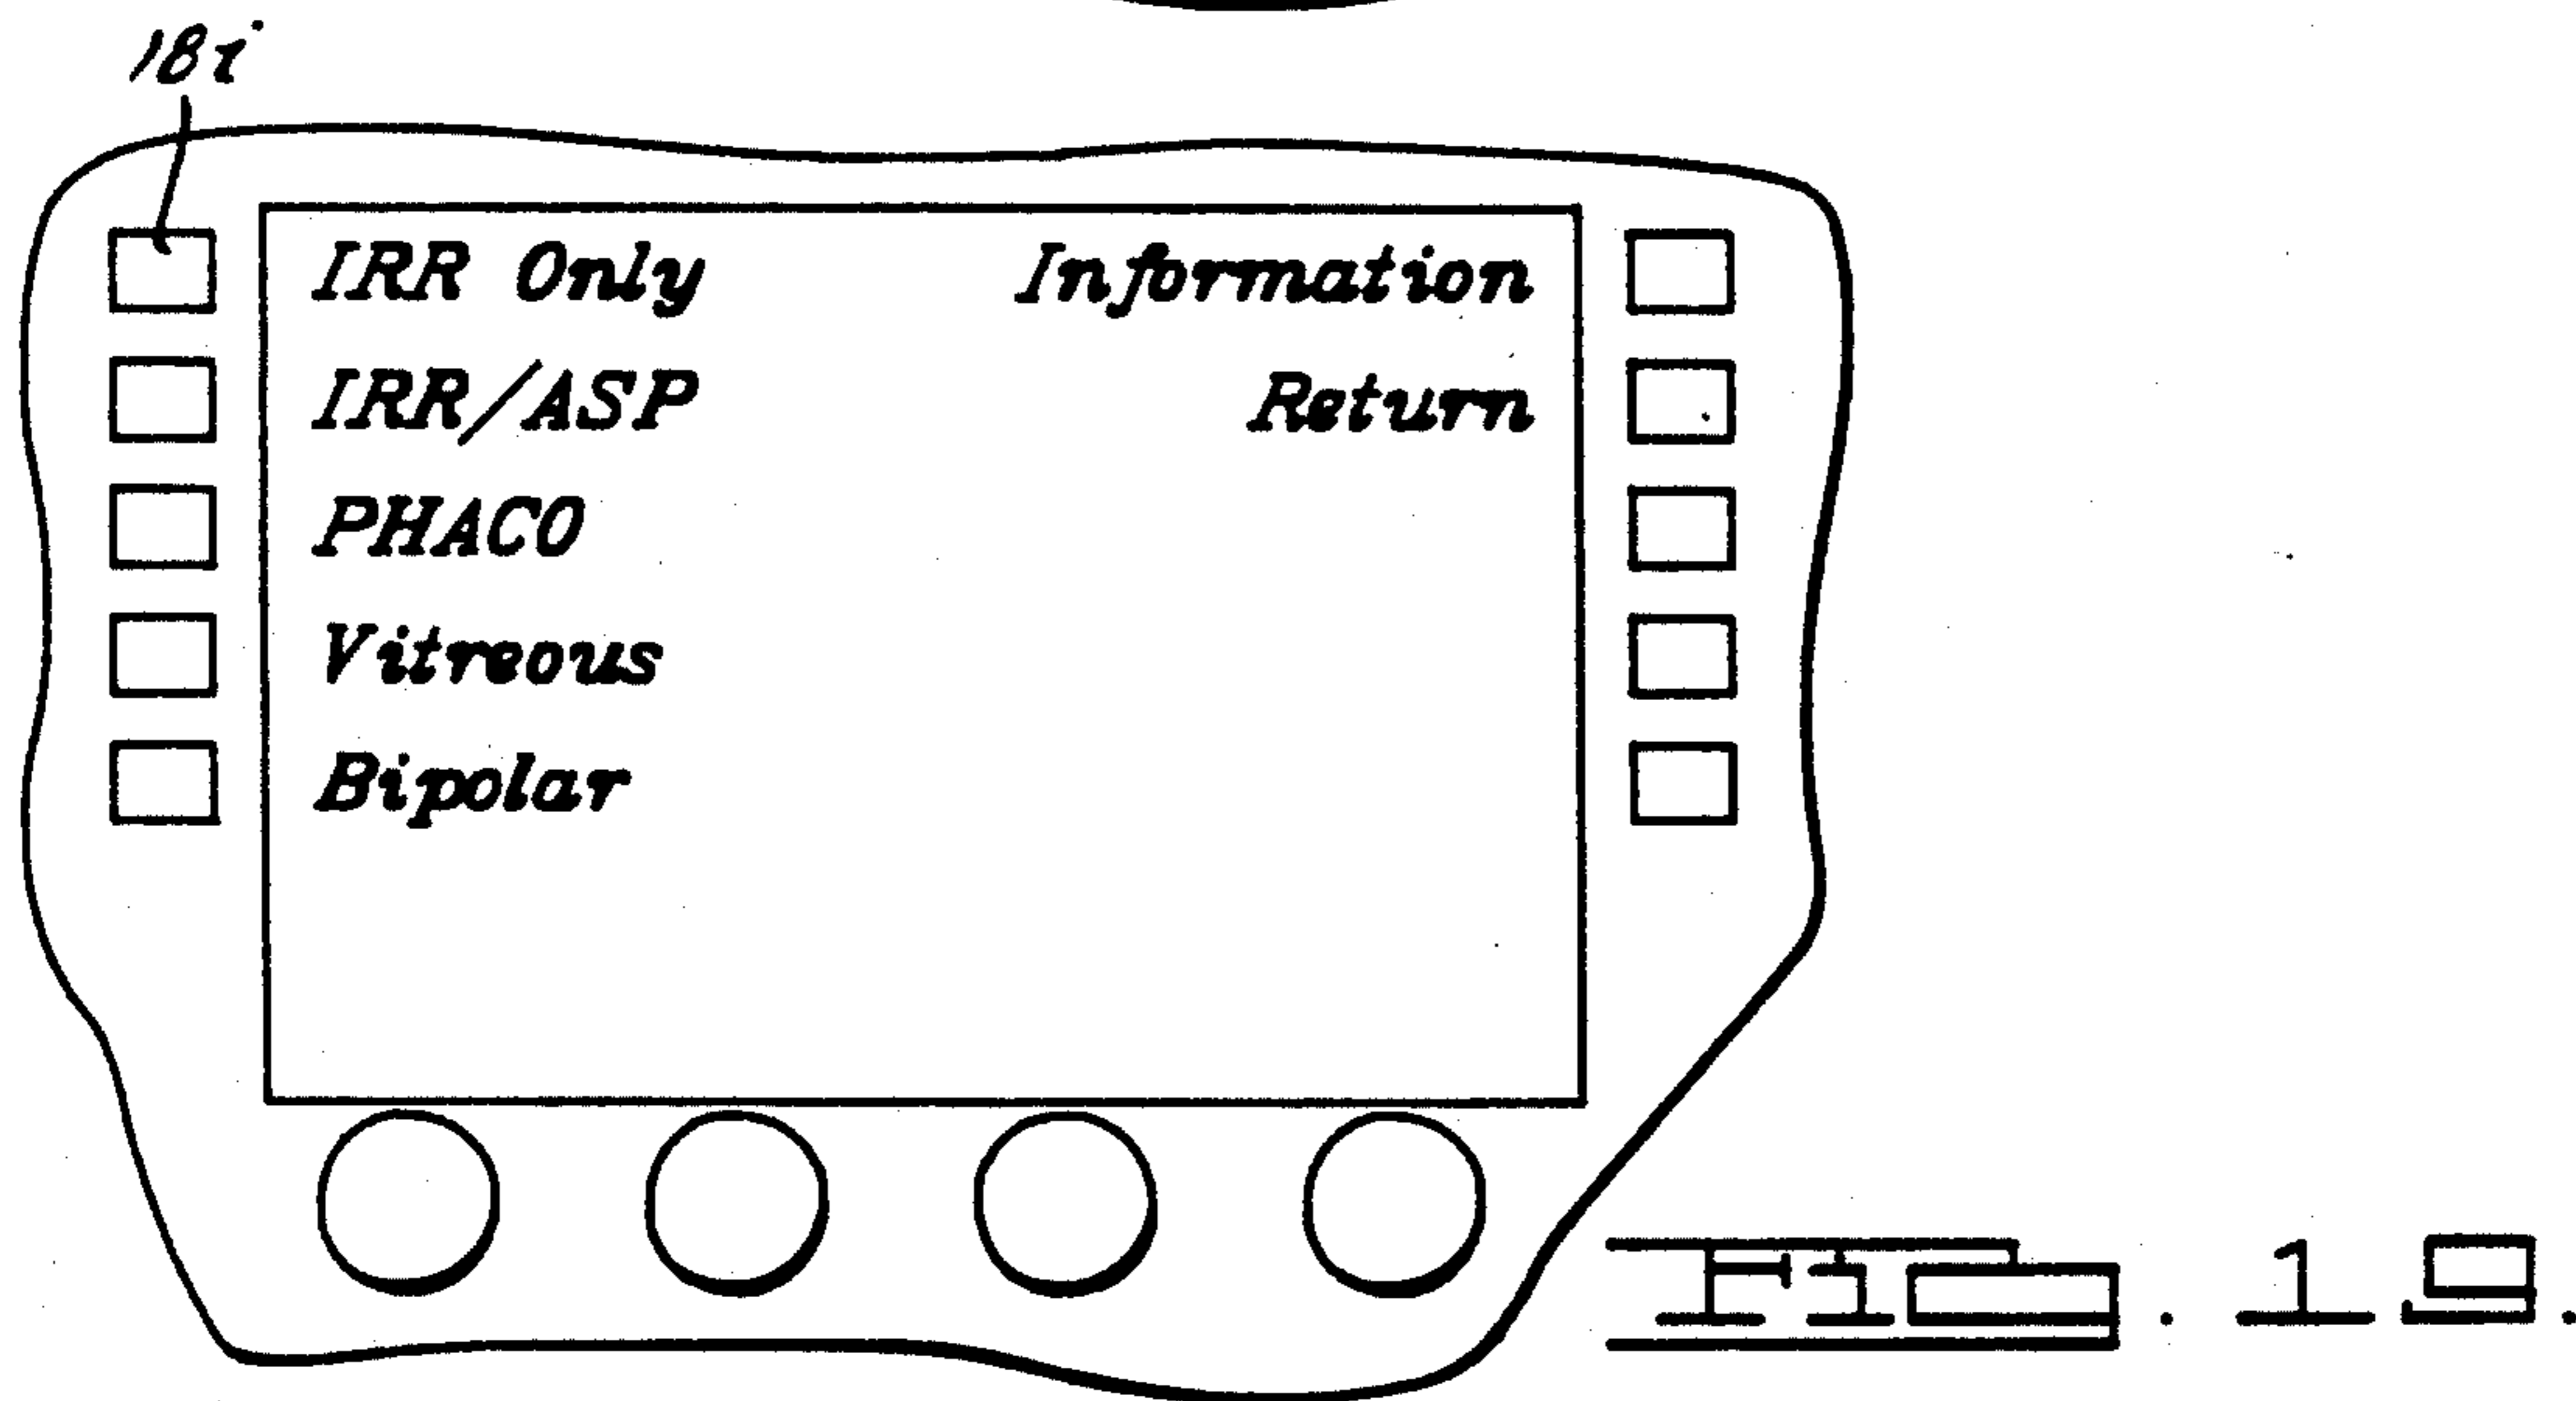 18i
IRR Only Information
IRR/ASP Return
PHACO
Vitreous
Bipolar
FIG. 19.